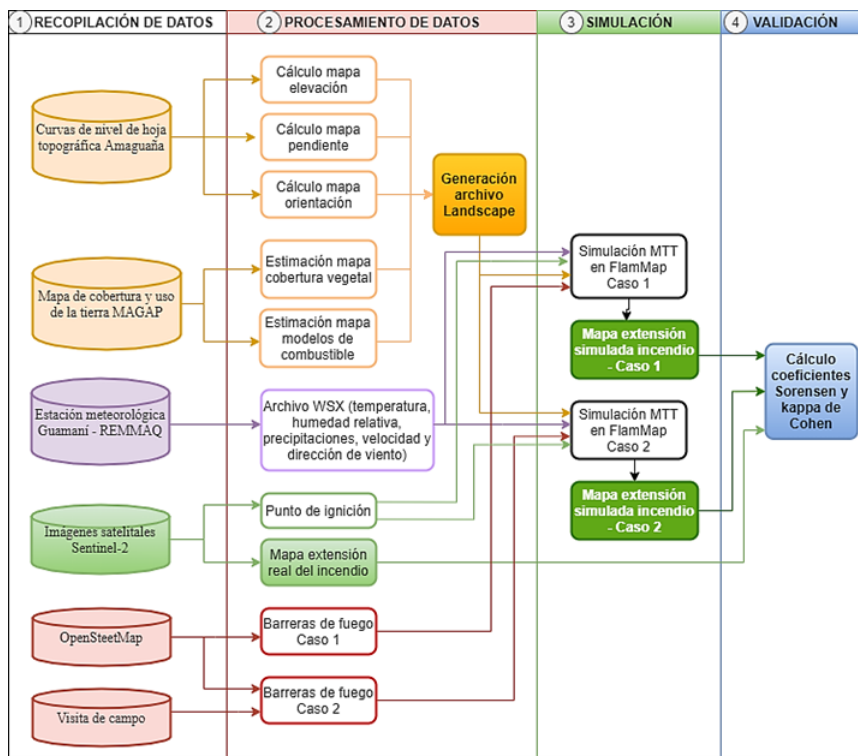 1 RECOPILACIÓN DE DATOS
2 PROCESAMIENTO DE DATOS
3 SIMULACIÓN
4 VALIDACIÓN
Curvas de nivel de hoja
topográfica Amaguaña
Mapa de cobertura y uso
de la tierra MAGAP
Estación meteorológica
Guamaní - REMMAQ
Imágenes satelitales
Sentinel-2
OpenSteetMap
Visita de campo
Cálculo mapa
elevación
Cálculo mapa
pendiente
Cálculo mapa
orientación
Estimación mapa
cobertura vegetal
Estimación mapa
modelos de
combustible
Archivo WSX (temperatura,
humedad relativa,
precipitaciones, velocidad y
dirección de viento)
Punto de ignición
Mapa extensión
real del incendio
Barreras de fuego
Caso 1
Barreras de fuego
Caso 2
Generación
archivo
Landscape
Simulación MTT
en FlamMap
Caso 1
Mapa extensión
simulada incendio
- Caso 1
Simulación MTT
en FlamMap
Caso 2
Mapa extensión
simulada incendio
- Caso 2
Cálculo
coeficientes
Sorensen y
kappa de
Cohen